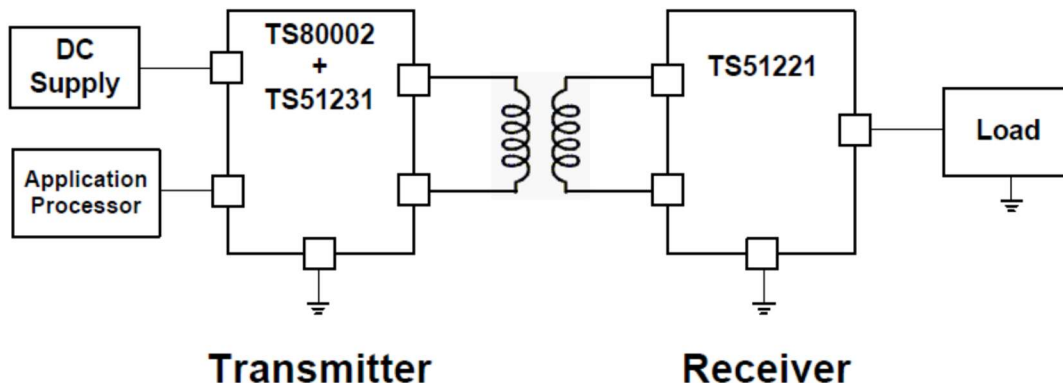 DC
Supply
TS80002
+
TS51231
Application
Processor
TS51221
Load
Transmitter
Receiver